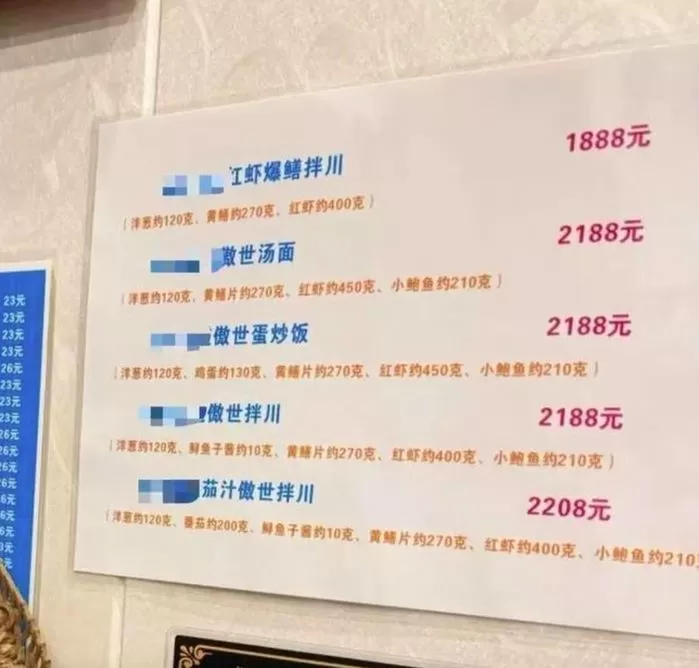 红虾爆鳝拌川 1888元
(洋葱约120克、黄鳝约270克、红虾约400克)
傲世汤面 2188元
(洋葱约120克、黄鳝片约270克、红虾约450克、小鲍鱼约210克)
傲世蛋炒饭 2188元
(洋葱约120克、鸡蛋约130克、黄鳝片约270克、红虾约450克、小鲍鱼约210克)
傲世拌川 2188元
(洋葱约120克、鲟鱼子酱约10克、黄鳝片约270克、红虾约400克、小鲍鱼约210克)
茄汁傲世拌川 2208元
(洋葱约120克、番茄约200克、鲟鱼子酱约10克、黄鳝片约270克、红虾约400克、小鲍鱼约210
23元
23元
23元
23元
26元
23元
23元
23元
26元
26元
6元
6元
6元
6元